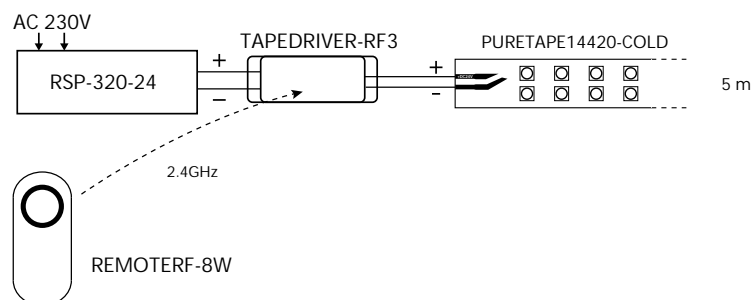 AC 230V
TAPEDRIVER-RF3
PURETAPE14420-COLD
RSP-320-24
+
−
+
-
5 m
2.4GHz
REMOTERF-8W